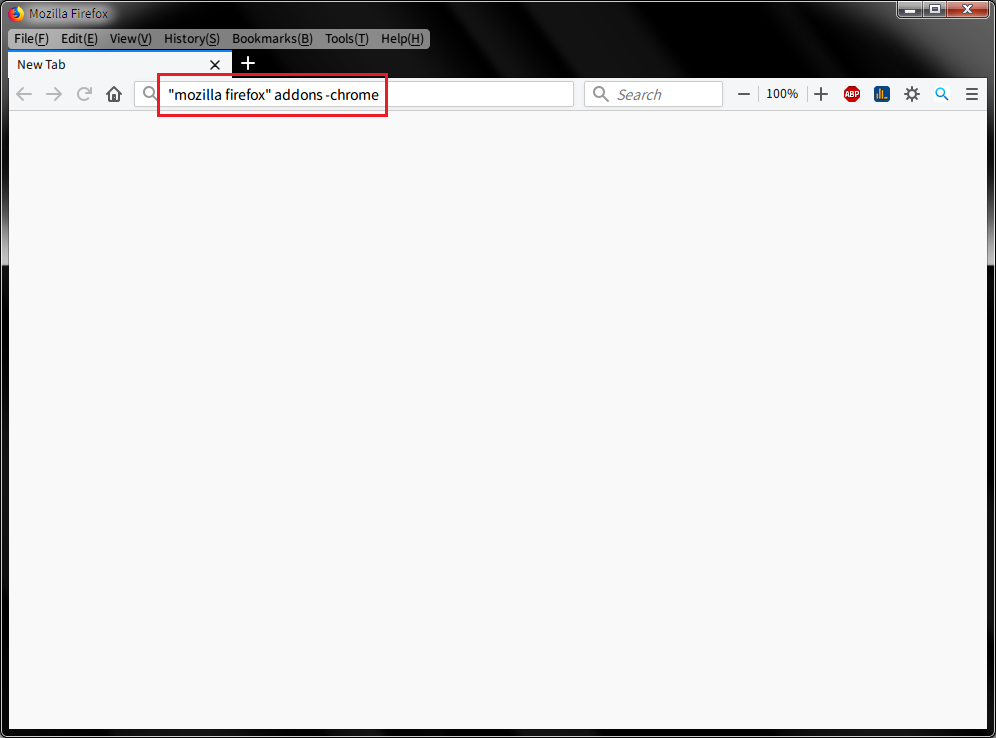 Mozilla Firefox
File(F) Edit(E) View(V) History(S) Bookmarks(B) Tools(T) Help(H)
New Tab
"mozilla firefox" addons -chrome Search 100% ABP